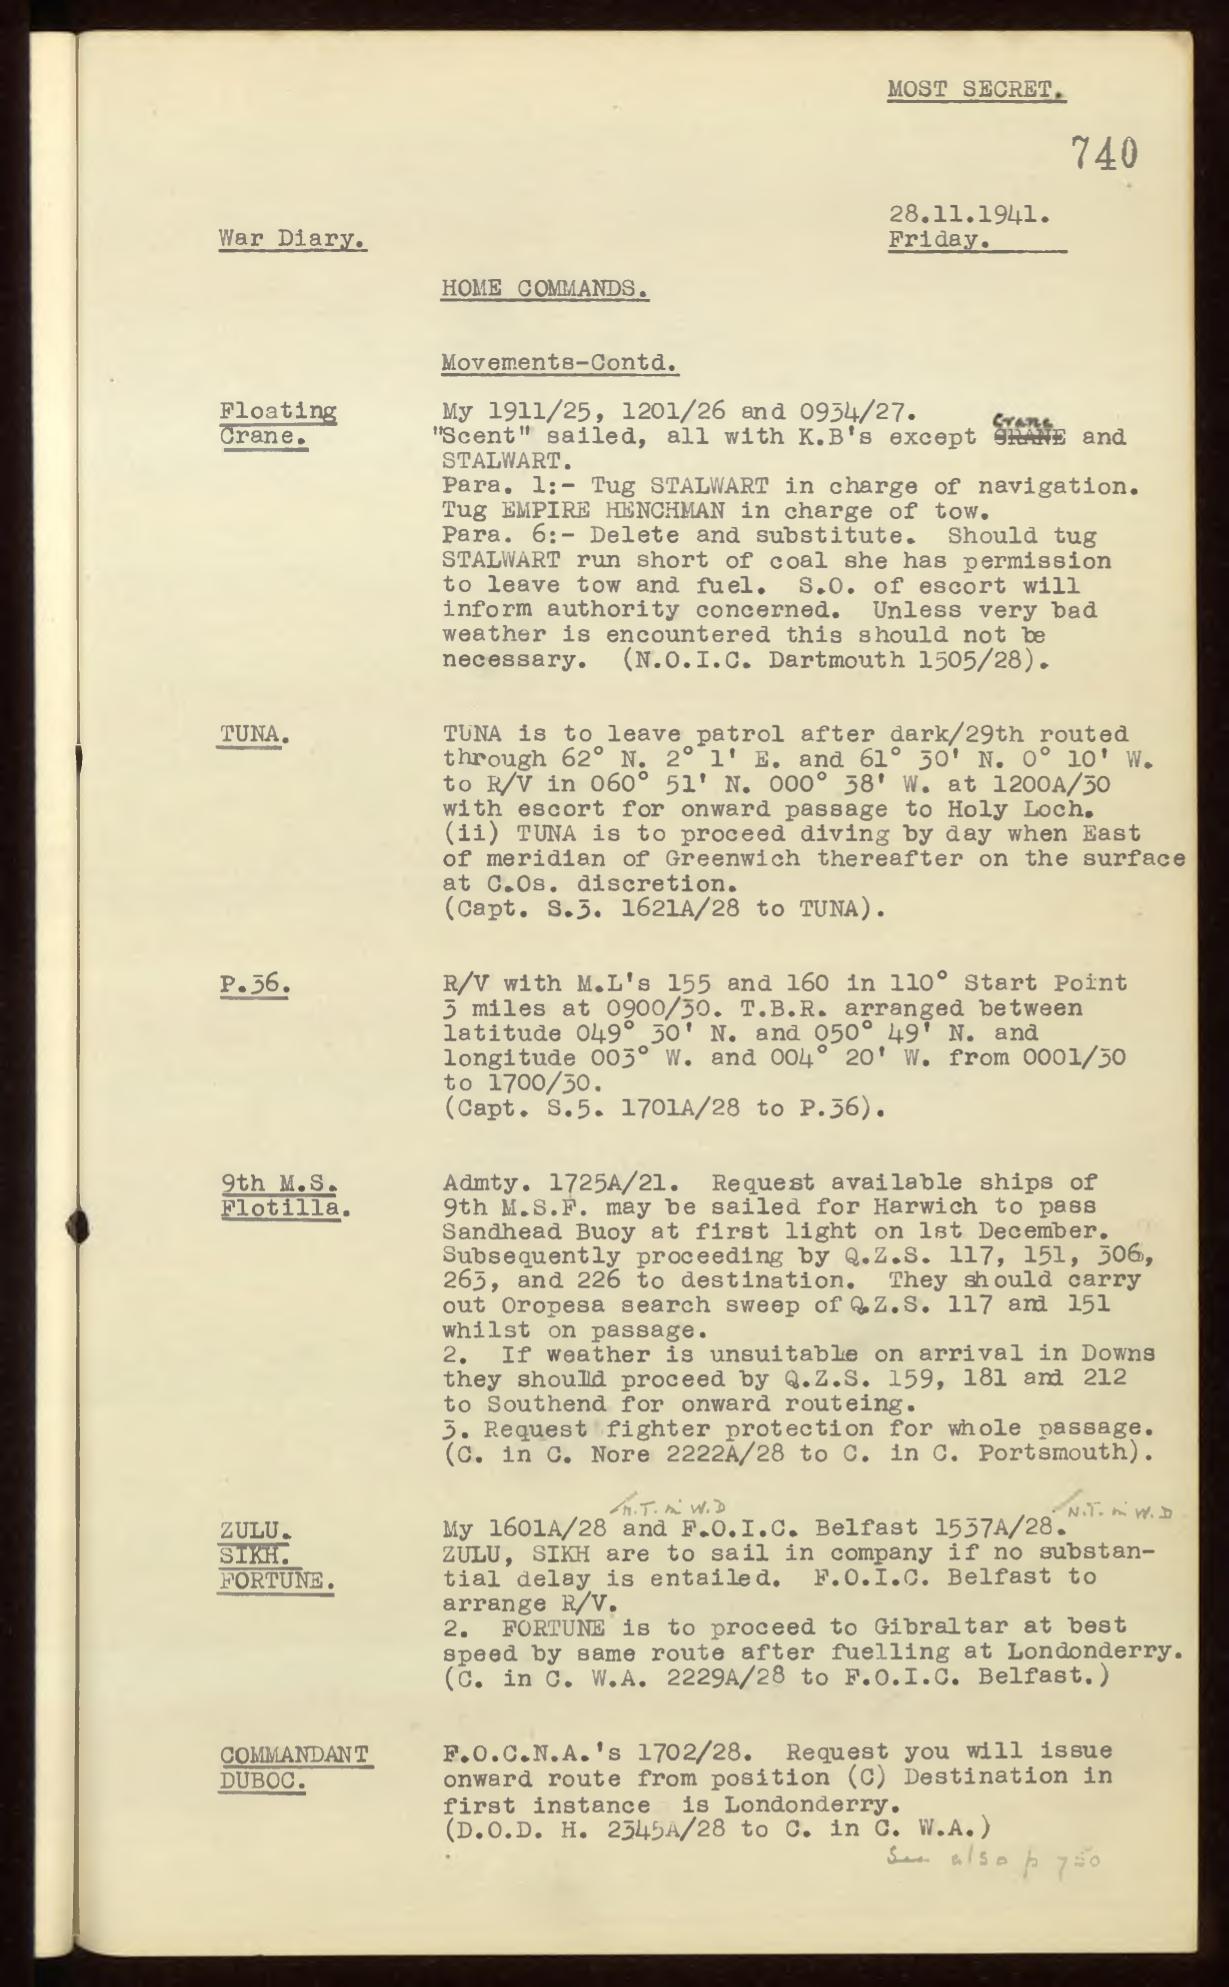 MOST SECRET.
740
28.11.1941.
War Diary.
Friday.
HOME COMMANDS.
Movements-Contd.
Floating
Crane.
My 1911/25, 1201/26 and 0934/27.
Crane
"Scent" sailed, all with K.B's except CRANE and
STALWART.
Para. 1:- Tug STALWART in charge of navigation.
Tug EMPIRE HENCHMAN in charge of tow.
Para. 6:- Delete and substitute. Should tug
STALWART run short of coal she has permission
to leave tow and fuel. S.O. of escort will
inform authority concerned. Unless very bad
weather is encountered this should not be
necessary. (N.O.I.C. Dartmouth 1505/28).
TUNA.
TUNA is to leave patrol after dark/29th routed
through 62° N. 2° 1' E. and 61° 30' N. 0° 10' W.
to R/V in 060° 51' N. 000° 38' W. at 1200A/30
with escort for onward passage to Holy Loch.
(ii) TUNA is to proceed diving by day when East
of meridian of Greenwich thereafter on the surface
at C.Os. discretion.
(Capt. S.3. 1621A/28 to TUNA).
P.36.
R/V with M.L's 155 and 160 in 110° Start Point
3 miles at 0900/30. T.B.R. arranged between
latitude 049° 30' N. and 050° 49' N. and
longitude 003° W. and 004° 20' W. from 0001/30
to 1700/30.
(Capt. S.5. 1701A/28 to P.36).
9th M.S.
Flotilla.
Admty. 1725A/21. Request available ships of
9th M.S.F. may be sailed for Harwich to pass
Sandhead Buoy at first light on 1st December.
Subsequently proceeding by Q.Z.S. 117, 151, 306,
263, and 226 to destination. They should carry
out Oropesa search sweep of Q.Z.S. 117 and 151
whilst on passage.
2. If weather is unsuitable on arrival in Downs
they should proceed by Q.Z.S. 159, 181 and 212
to Southend for onward routeing.
3. Request fighter protection for whole passage.
(C. in C. Nore 2222A/28 to C. in C. Portsmouth).
N.T. in W.D
N.T. in W.D
ZULU.
SIKH.
FORTUNE.
My 1601A/28 and F.O.I.C. Belfast 1537A/28.
ZULU, SIKH are to sail in company if no substan-
tial delay is entailed. F.O.I.C. Belfast to
arrange R/V.
2. FORTUNE is to proceed to Gibraltar at best
speed by same route after fuelling at Londonderry.
(C. in C. W.A. 2229A/28 to F.O.I.C. Belfast.)
COMMANDANT
DUBOC.
F.O.C.N.A.'s 1702/28. Request you will issue
onward route from position (C) Destination in
first instance is Londonderry.
(D.O.D. H. 2345A/28 to C. in C. W.A.)
See also p 750